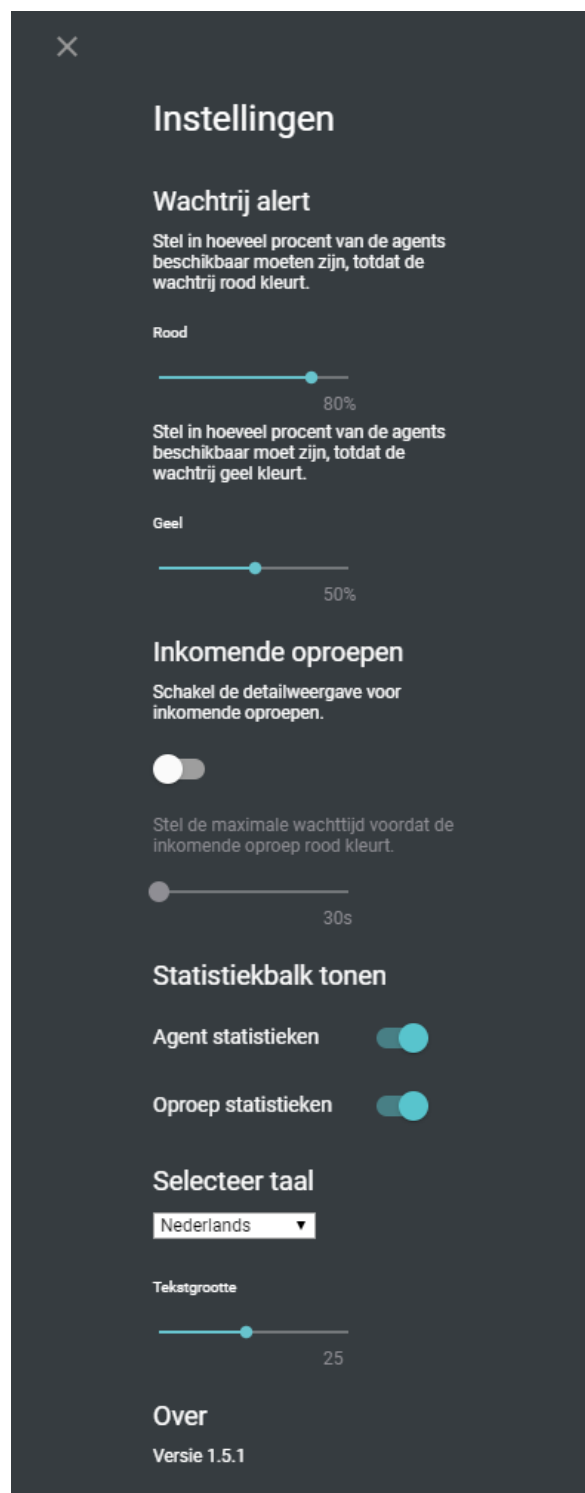 Instellingen
Wachtrij alert
Stel in hoeveel procent van de agents
beschikbaar moeten zijn, totdat de
wachtrij rood kleurt.
Rood
80%
Stel in hoeveel procent van de agents
beschikbaar moet zijn, totdat de
wachtrij geel kleurt.
Geel
50%
Inkomende oproepen
Schakel de detailweergave voor
inkomende oproepen.
Stel de maximale wachttijd voordat de
inkomende oproep rood kleurt.
30s
Statistiekbalk tonen
Agent statistieken
Oproep statistieken
Selecteer taal
Nederlands
Tekstgrootte
25
Over
Versie 1.5.1